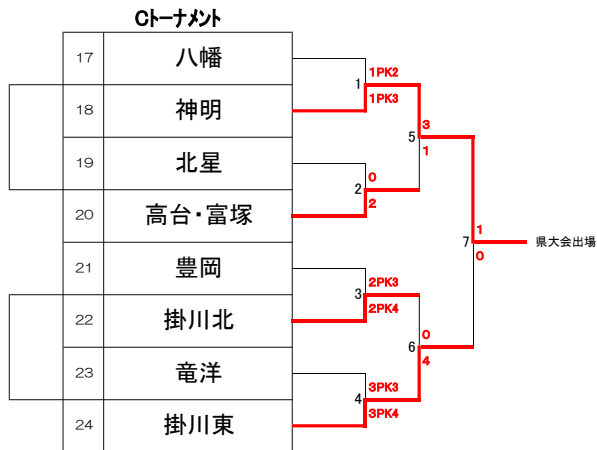 Cトーナメント
17 八幡
18 神明
19 北星
20 高台・富塚
21 豊岡
22 掛川北
23 竜洋
24 掛川東
1PK2
1
1PK3
3
5
1
0
2
2
1
7
県大会出場
0
2PK3
3
2PK4
0
6
4
3PK3
4
3PK4